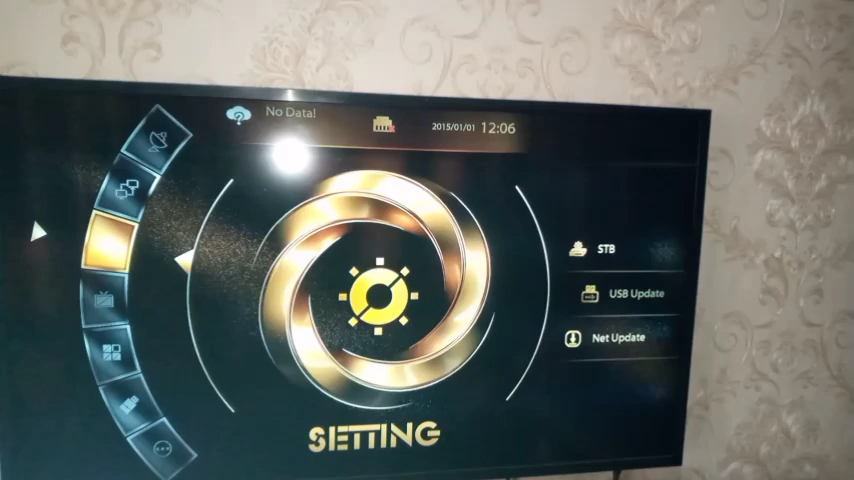 No Data!
2015/01/01 12:06
STB
USB Update
Net Update
SETTING